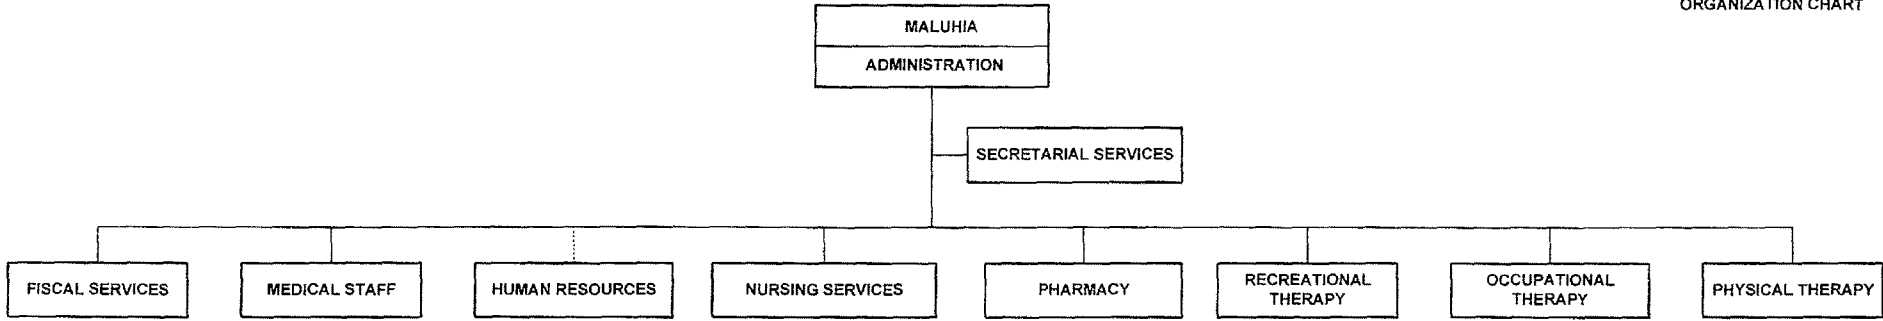 ORGANIZATION CHART
MALUHIA
ADMINISTRATION
SECRETARIAL SERVICES
FISCAL SERVICES
MEDICAL STAFF
HUMAN RESOURCES
NURSING SERVICES
PHARMACY
RECREATIONAL
THERAPY
OCCUPATIONAL
THERAPY
PHYSICAL THERAPY